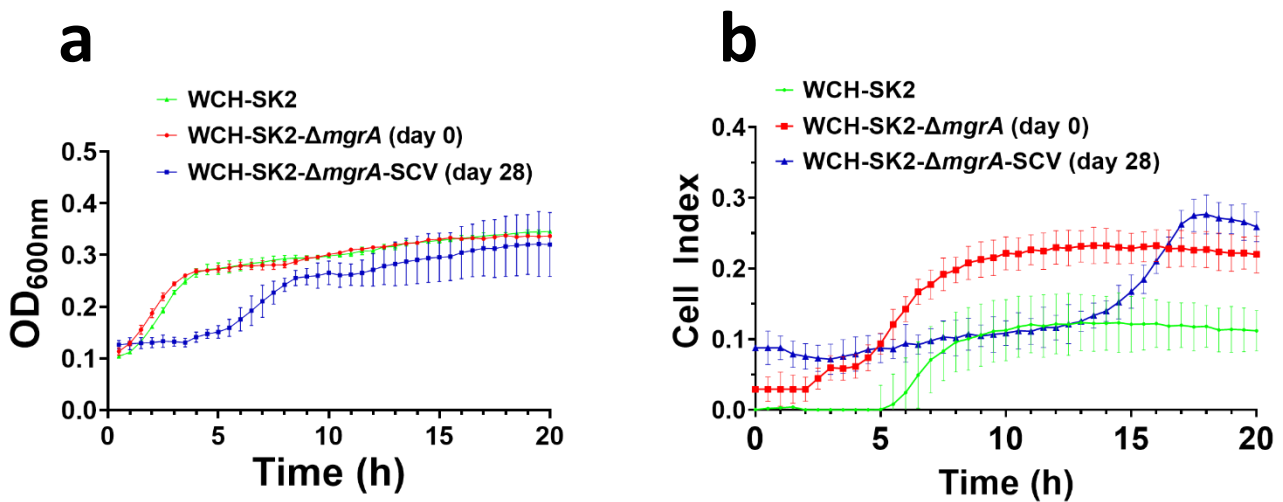 a
WCH-SK2
WCH-SK2-ΔmgrA (day 0)
WCH-SK2-ΔmgrA-SCV (day 28)
OD600nm
0.5
0.4
0.3
0.2
0.1
0.0
0 5 10 15 20
Time (h)
b
WCH-SK2
WCH-SK2-ΔmgrA (day 0)
WCH-SK2-ΔmgrA-SCV (day 28)
Cell Index
0.4
0.3
0.2
0.1
0.0
0 5 10 15 20
Time (h)